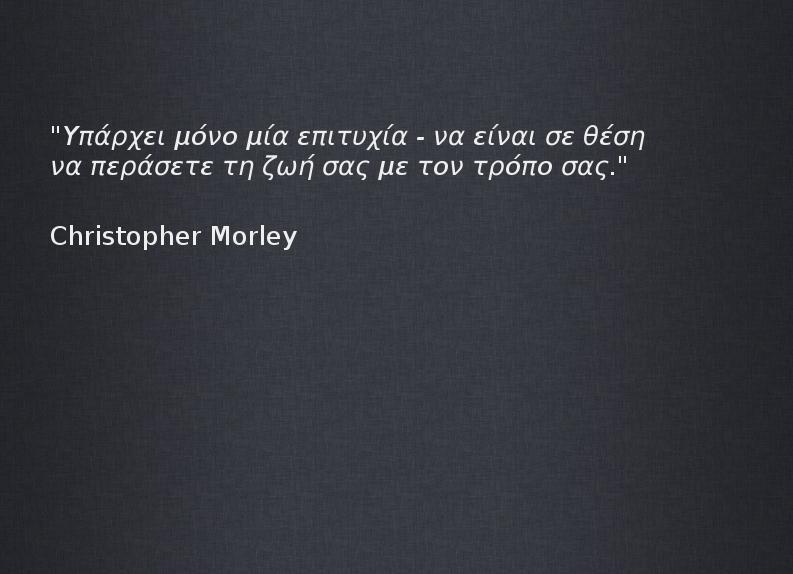 "Υπάρχει μόνο μία επιτυχία - να είναι σε θέση
να περάσετε τη ζωή σας με τον τρόπο σας."
Christopher Morley